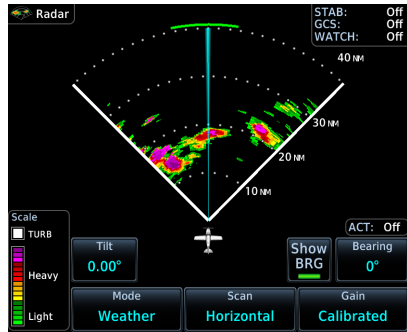 Radar
STAB: Off
GCS: Off
WATCH: Off
40 NM
30 NM
20 NM
10 NM
Scale
TURB
Heavy
Light
ACT: Off
Tilt
0.00°
Show
BRG
Bearing
0°
Mode
Weather
Scan
Horizontal
Gain
Calibrated